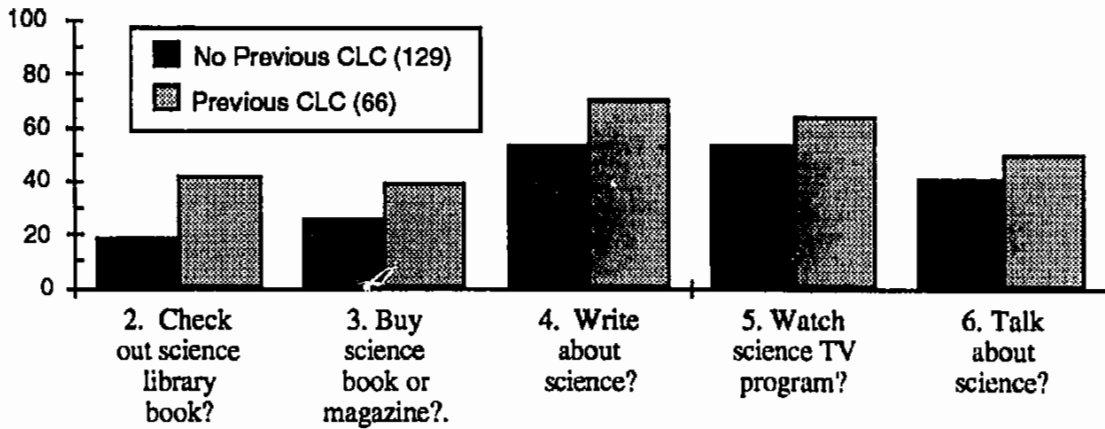 100
80
60
40
20
0
No Previous CLC (129)
Previous CLC (66)
2. Check
out science
library
book?
3. Buy
science
book or
magazine?.
4. Write
about
science?
5. Watch
science TV
program?
6. Talk
about
science?